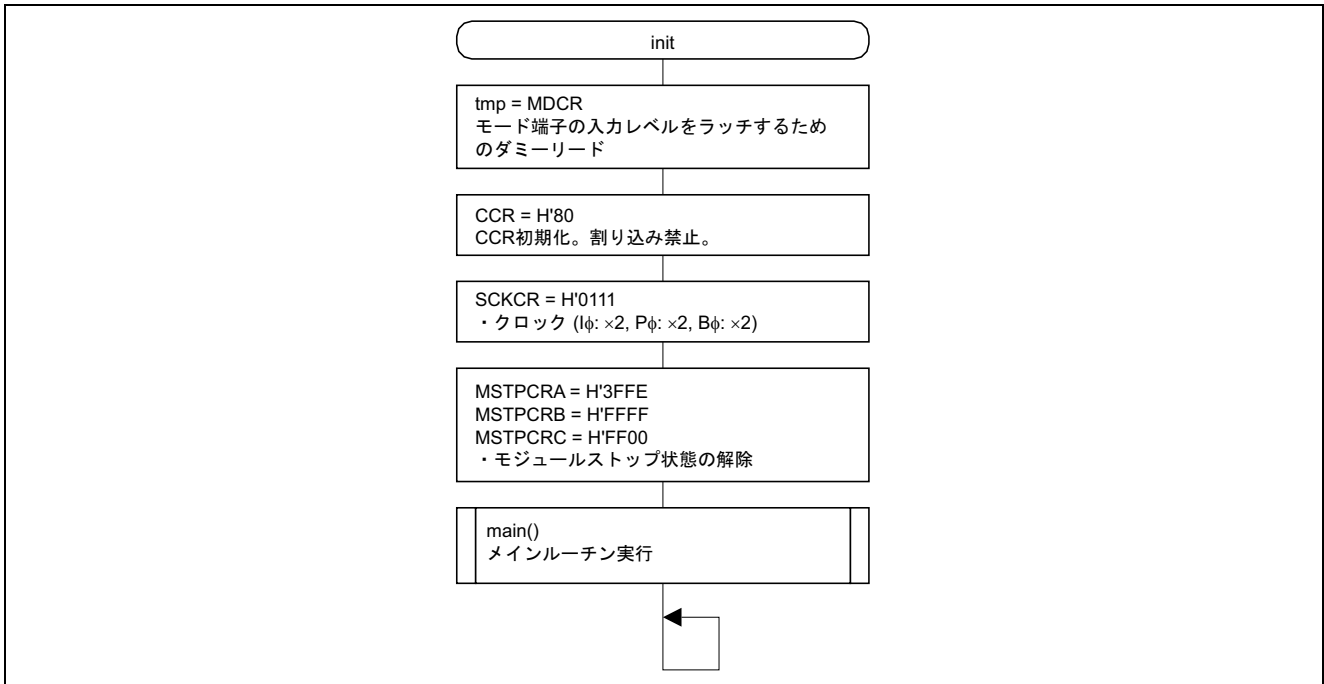 init
tmp = MDCR
モード端子の入力レベルをラッチするため
のダミーリード
CCR = H'80
CCR初期化。割り込み禁止。
SCKCR = H'0111
・クロック (Iϕ: ×2, Pϕ: ×2, Bϕ: ×2)
MSTPCRA = H'3FFE
MSTPCRB = H'FFFF
MSTPCRC = H'FF00
・モジュールストップ状態の解除
main()
メインルーチン実行